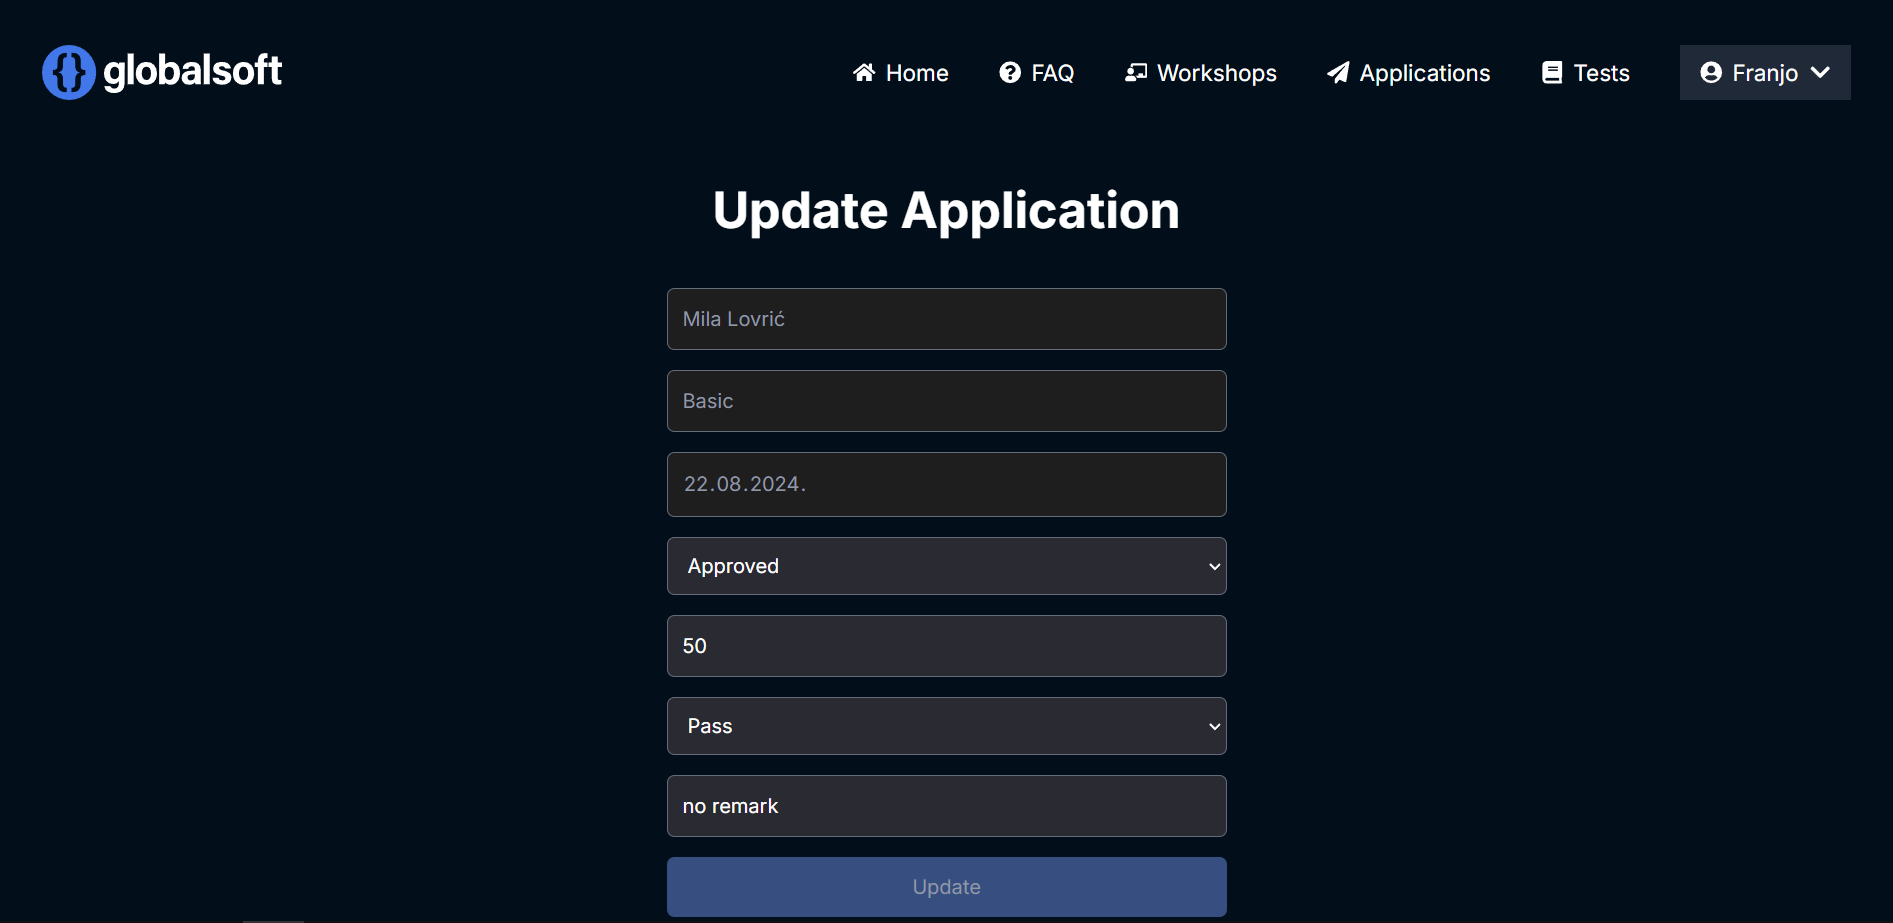 {} globalsoft
Home FAQ Workshops Applications Tests Franjo
Update Application
Mila Lovrić
Basic
22.08.2024.
Approved
50
Pass
no remark
Update